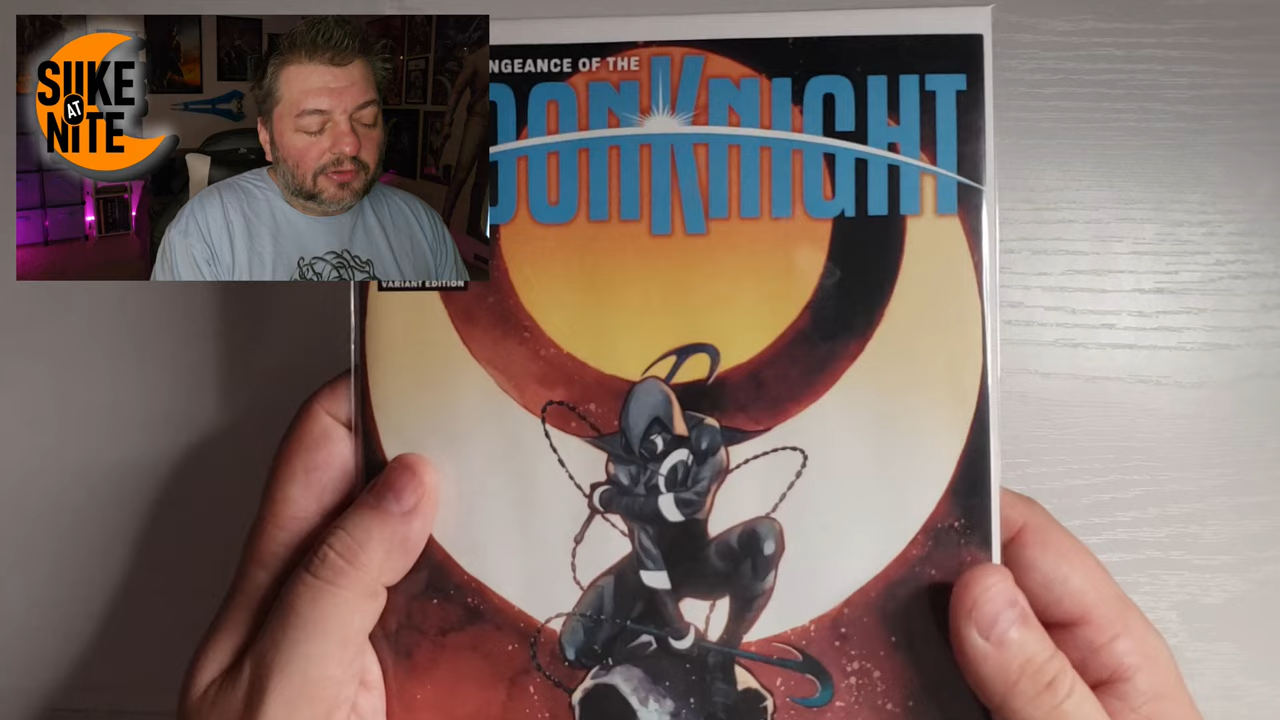 SIIKE
AT
NITE
NGEANCE OF THE
OONKNIGHT
VARIANT EDITION